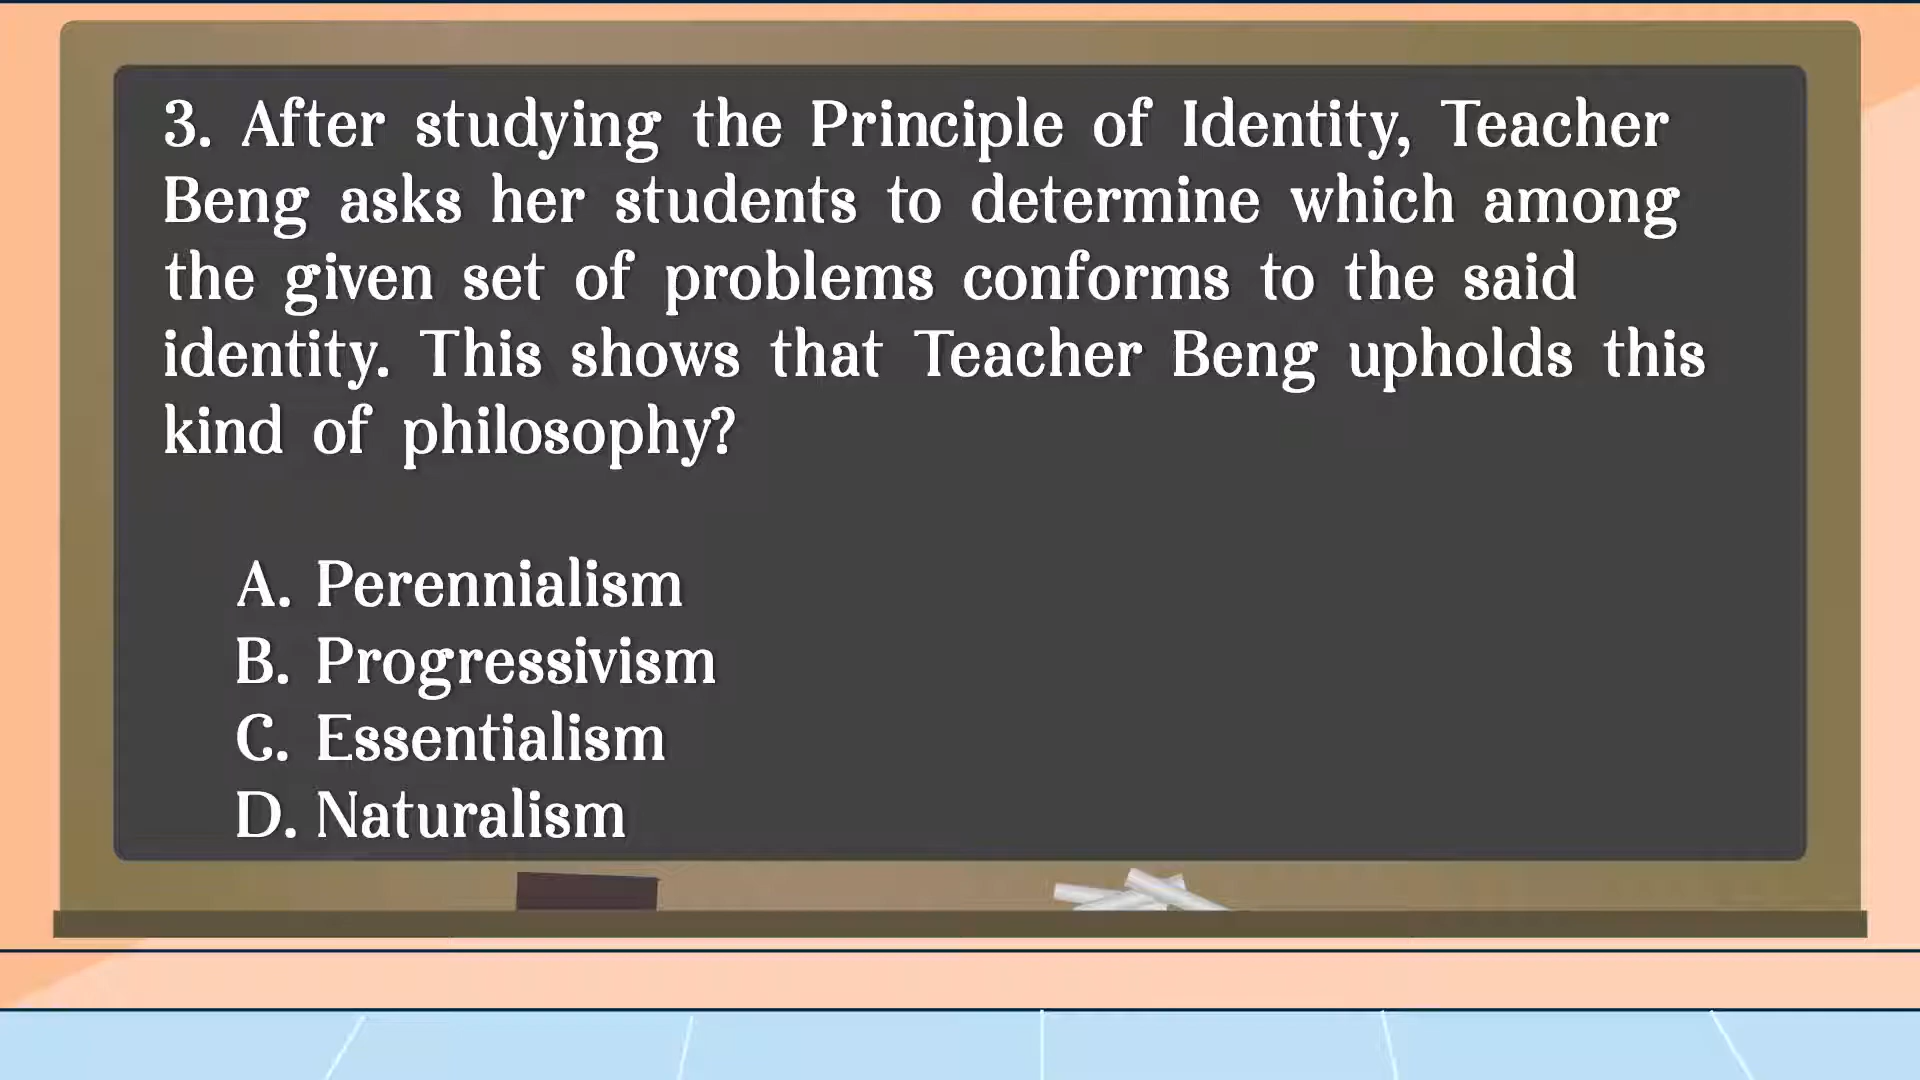 3. After studying the Principle of Identity, Teacher
Beng asks her students to determine which among
the given set of problems conforms to the said
identity. This shows that Teacher Beng upholds this
kind of philosophy?
A. Perennialism
B. Progressivism
C. Essentialism
D. Naturalism